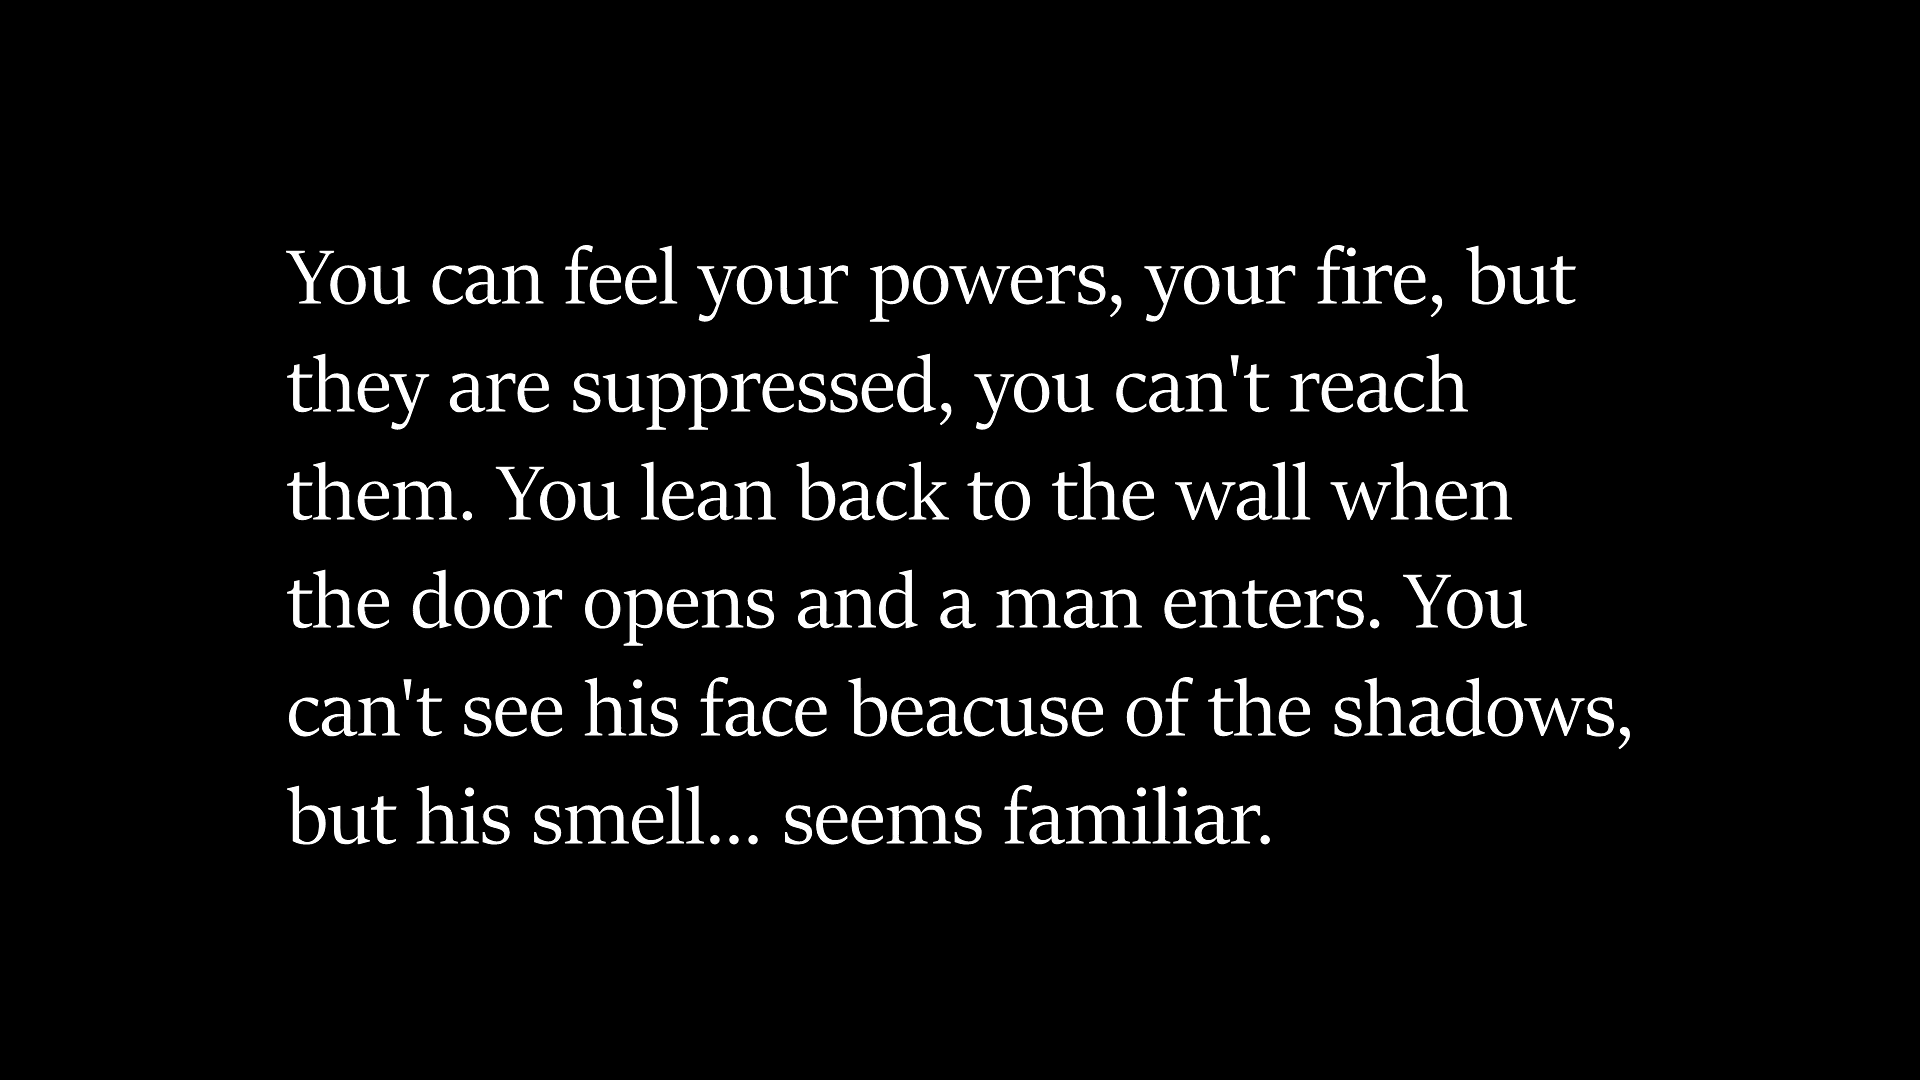 You can feel your powers, your fire, but
they are suppressed, you can't reach
them. You lean back to the wall when
the door opens and a man enters. You
can't see his face beacuse of the shadows,
but his smell... seems familiar.